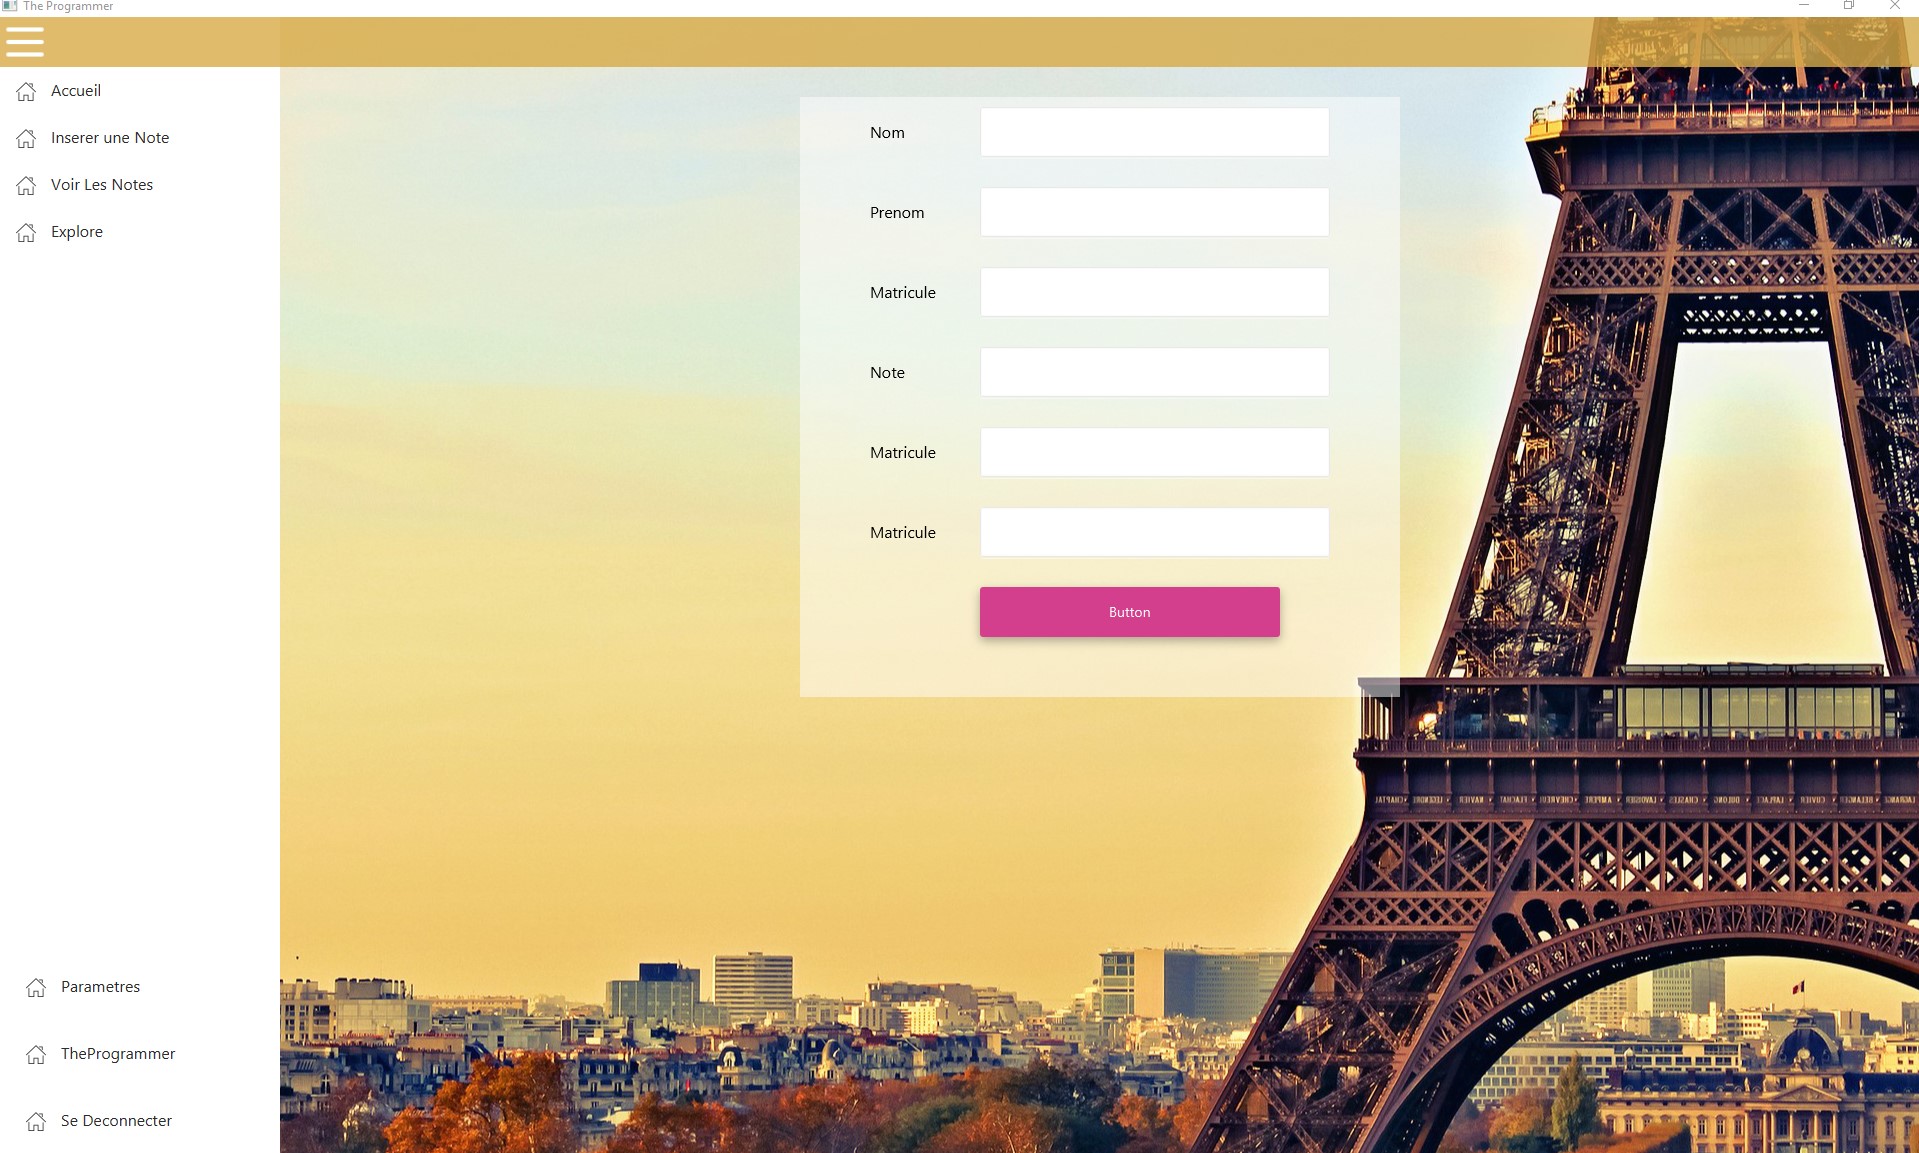 The Programmer
Accueil
Inserer une Note
Voir Les Notes
Explore
Nom
Prenom
Matricule
Note
Matricule
Matricule
Button
Parametres
TheProgrammer
Se Deconnecter